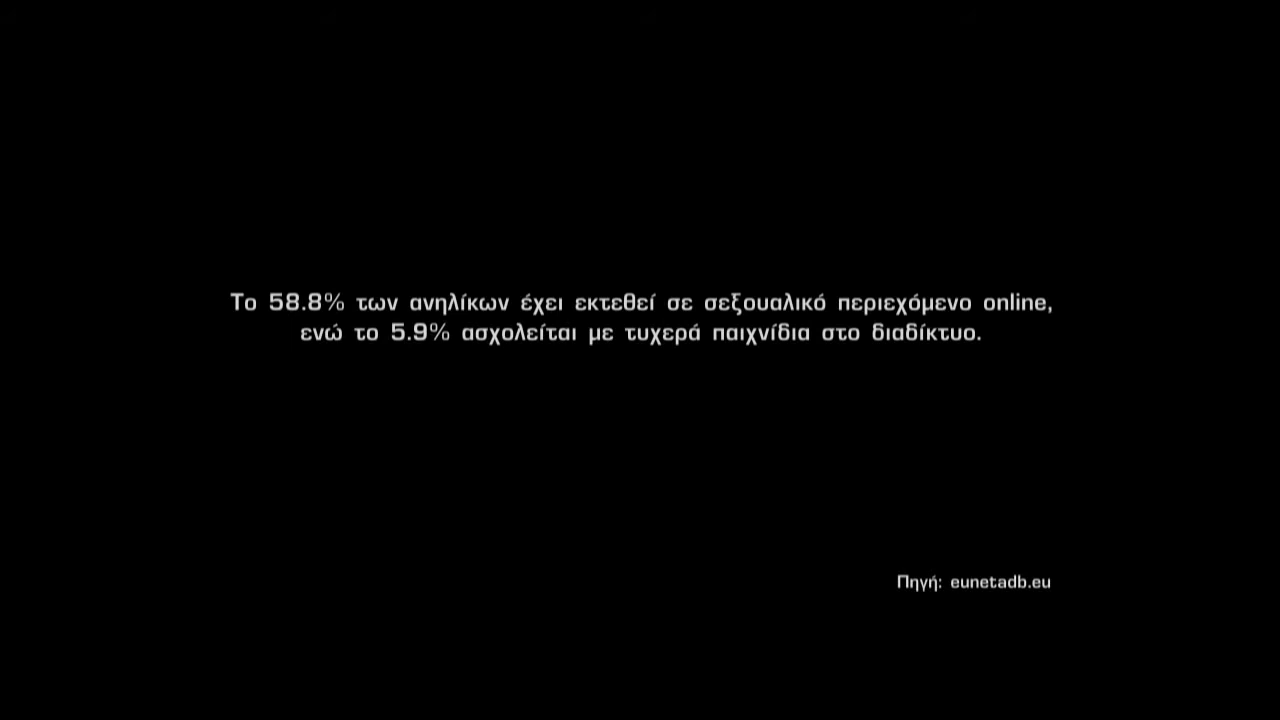 Το 58.8% των ανηλίκων έχει εκτεθεί σε σεξουαλικό περιεχόμενο online,
ενώ το 5.9% ασχολείται με τυχερά παιχνίδια στο διαδίκτυο.
Πηγή: eunetadb.eu